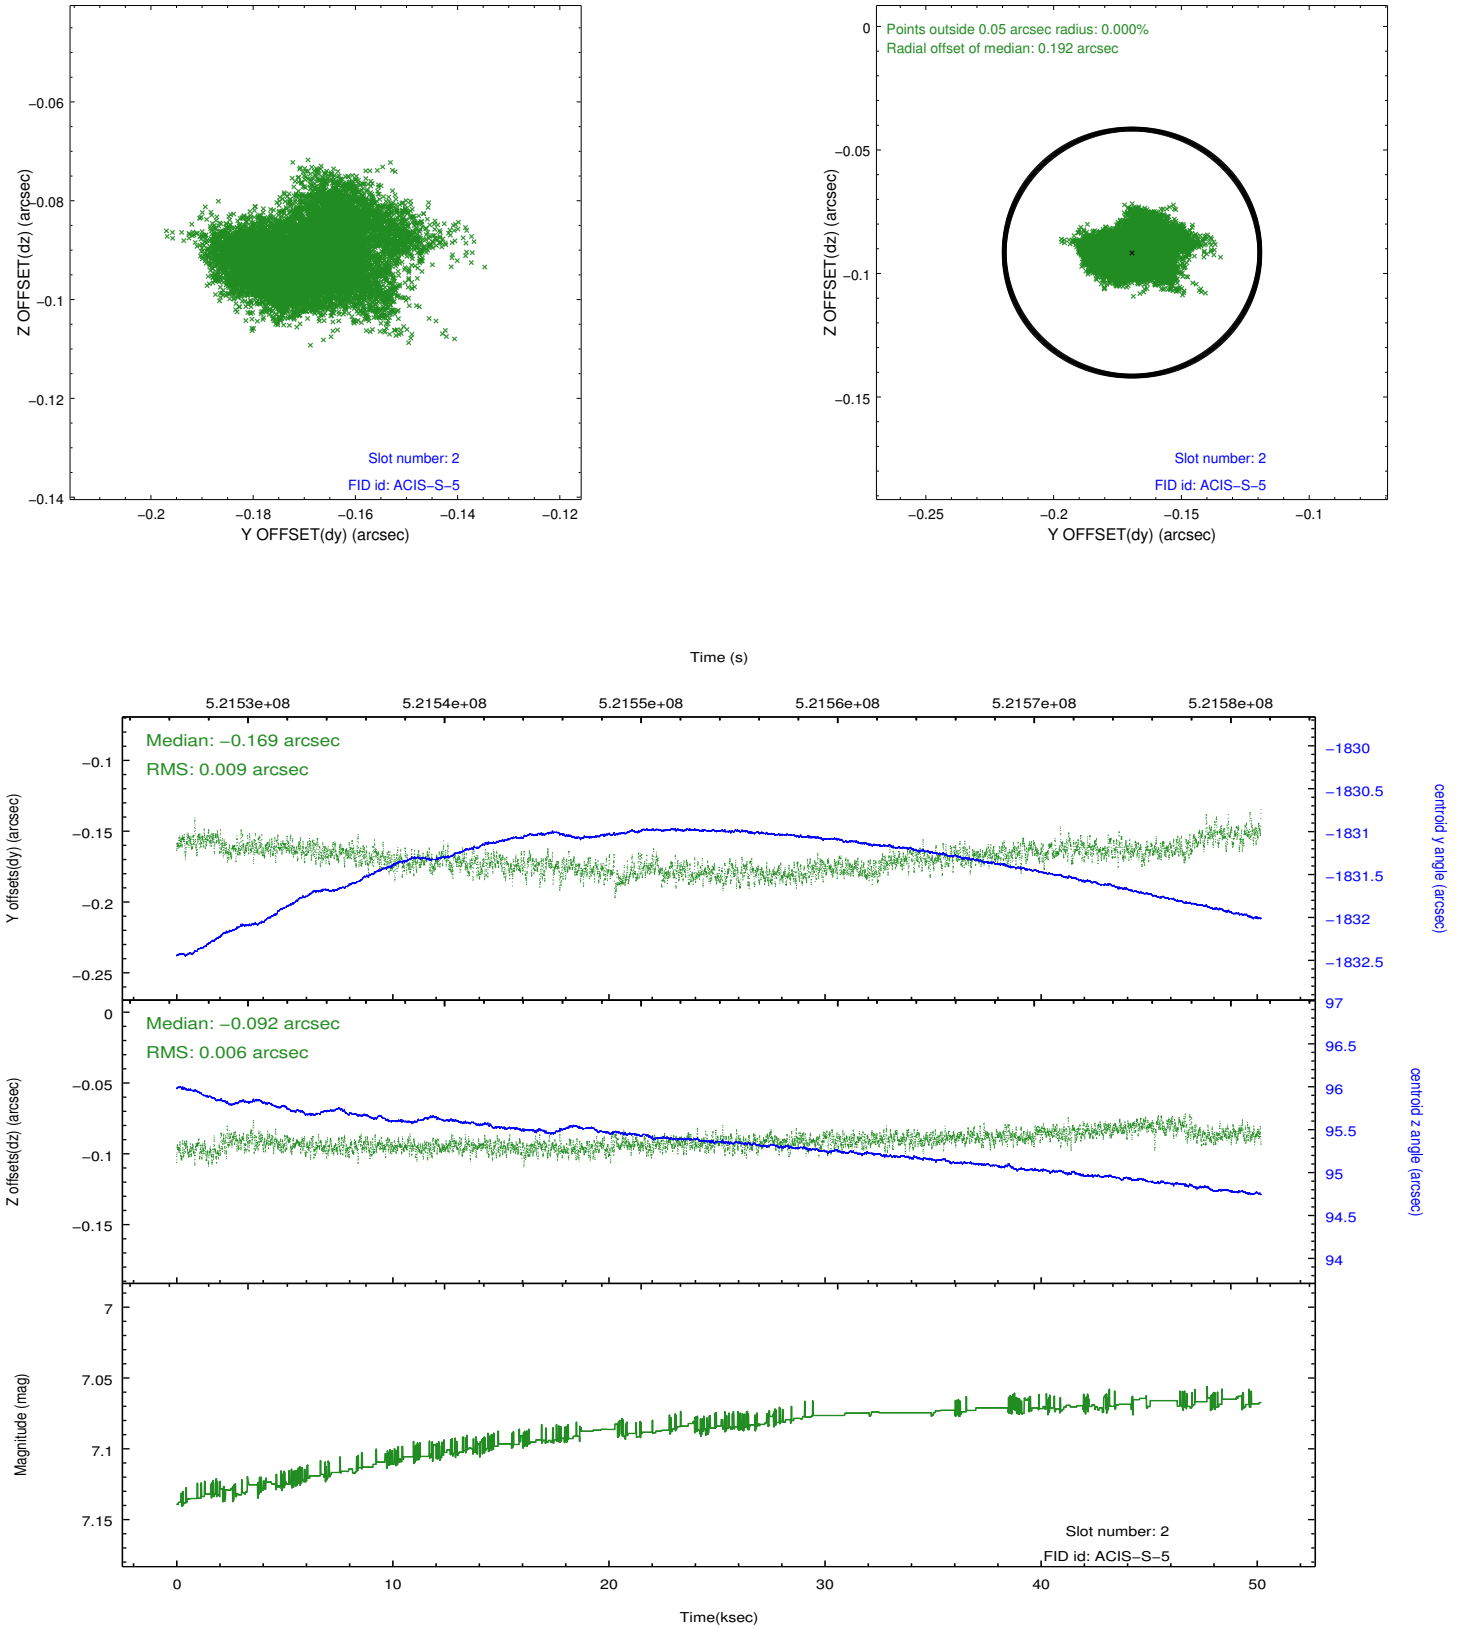 −0.06
−0.08
−0.1
−0.12
−0.14
Z OFFSET(dz) (arcsec)
Slot number: 2
FID id: ACIS−S−5
−0.2 −0.18 −0.16 −0.14 −0.12
Y OFFSET(dy) (arcsec)
Points outside 0.05 arcsec radius: 0.000%
Radial offset of median: 0.192 arcsec
0
−0.05
−0.1
−0.15
Z OFFSET(dz) (arcsec)
Slot number: 2
FID id: ACIS−S−5
−0.25 −0.2 −0.15 −0.1
Y OFFSET(dy) (arcsec)
Time (s)
5.2153e+08 5.2154e+08 5.2155e+08 5.2156e+08 5.2157e+08 5.2158e+08
Median: −0.169 arcsec
RMS: 0.009 arcsec
−0.1
−0.15
−0.2
−0.25
Y offsets(dy) (arcsec)
−1830
−1830.5
−1831
−1831.5
−1832
−1832.5
centroid y angle (arcsec)
Median: −0.092 arcsec
RMS: 0.006 arcsec
0
−0.05
−0.1
−0.15
Z offsets(dz) (arcsec)
97
96.5
96
95.5
95
94.5
94
centroid z angle (arcsec)
7
7.05
7.1
7.15
Magnitude (mag)
Slot number: 2
FID id: ACIS−S−5
0 10 20 30 40 50
Time(ksec)